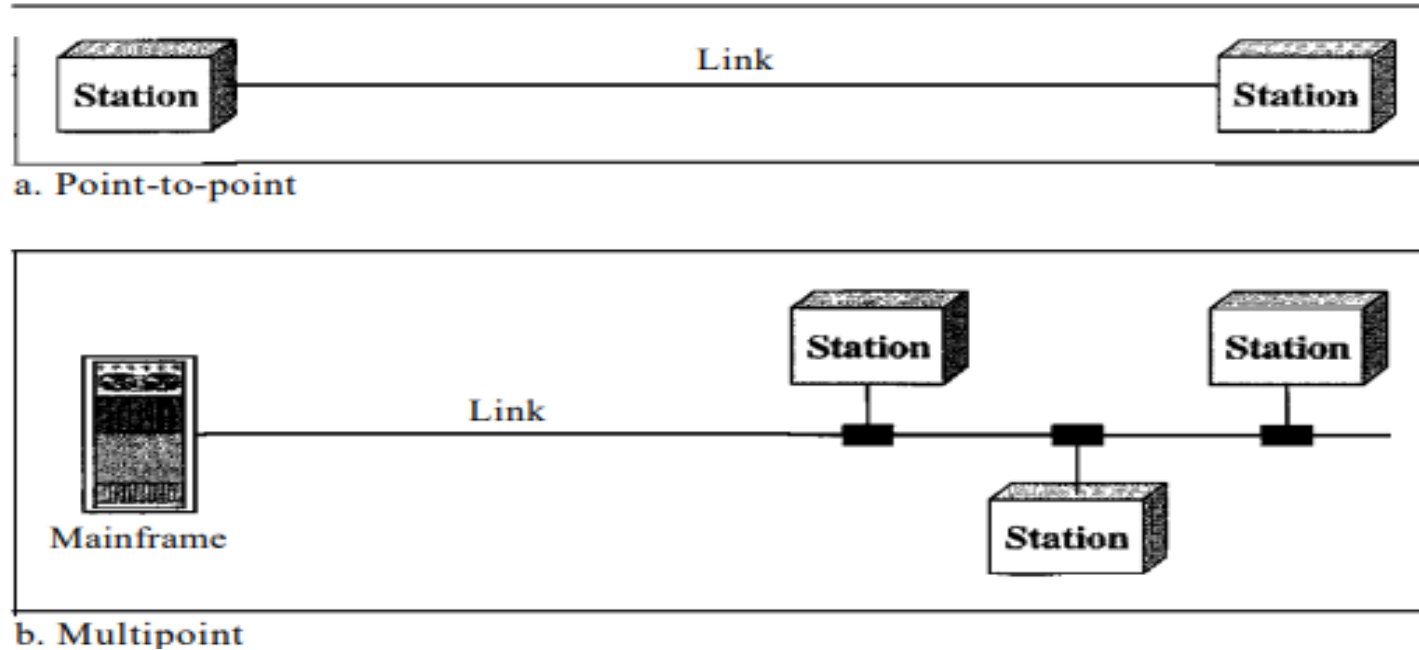 Link
Station Station
a. Point-to-point
Station Station
Link
Station
Mainframe
b. Multipoint